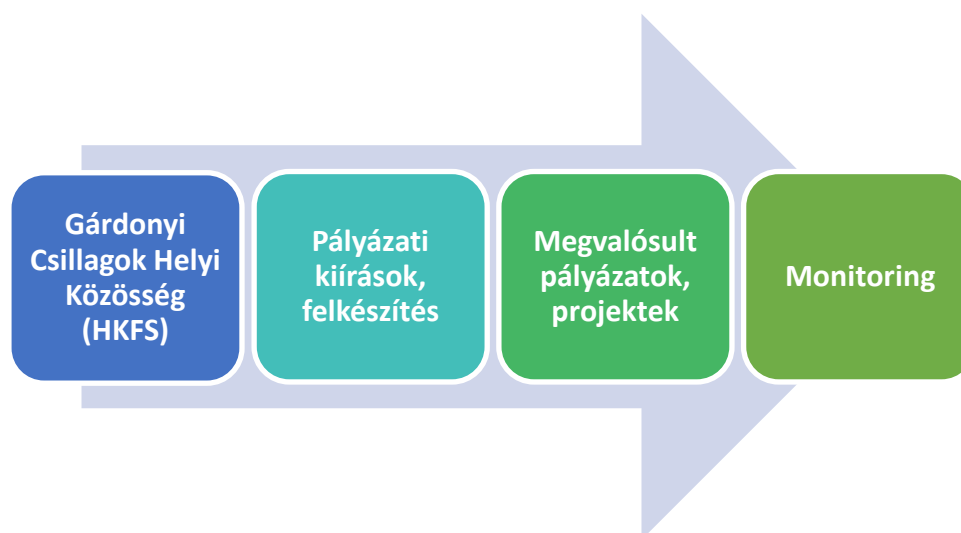 Gárdonyi
Csillagok Helyi
Közösség
(HKFS)
Pályázati
kiírások,
felkészítés
Megvalósult
pályázatok,
projektek
Monitoring